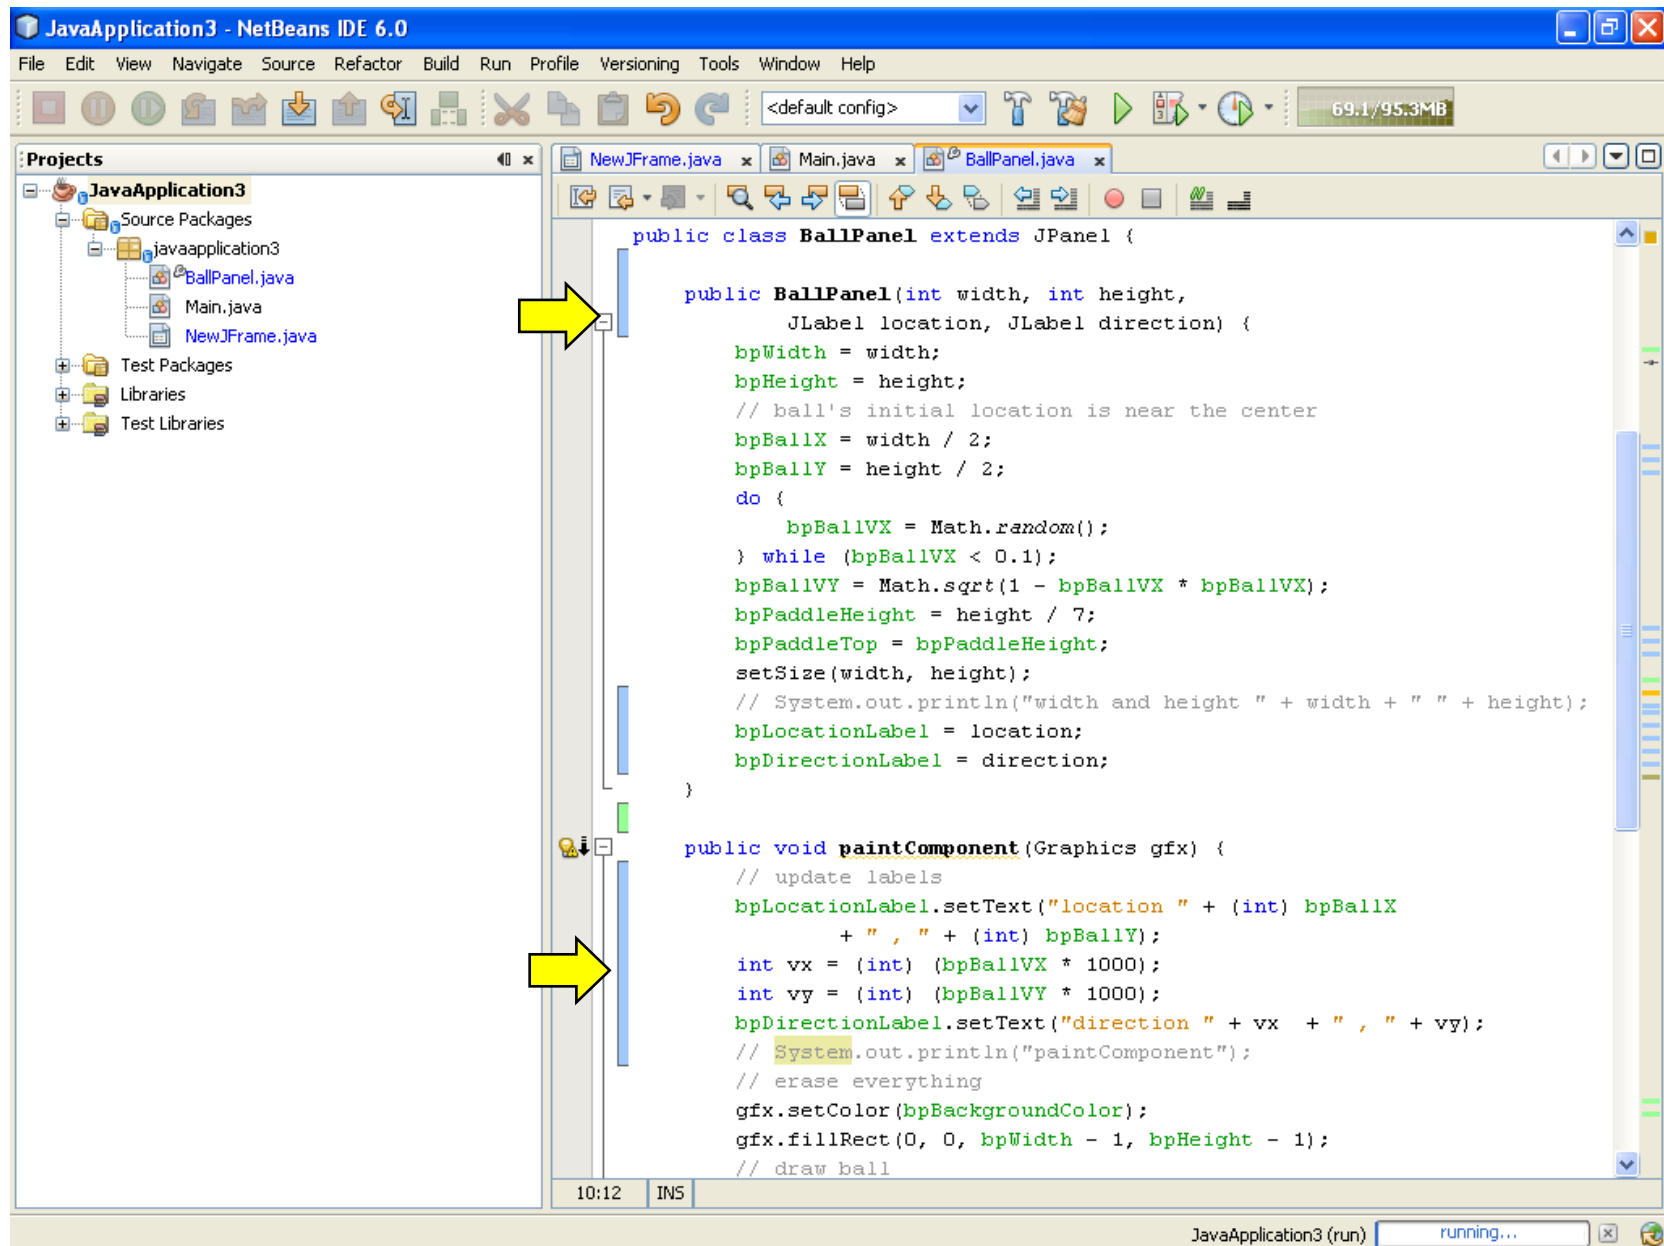 JavaApplication3 - NetBeans IDE 6.0
File Edit View Navigate Source Refactor Build Run Profile Versioning Tools Window Help
<default config>
69.1/95.3MB
Projects
JavaApplication3
Source Packages
javaapplication3
BallPanel.java
Main.java
NewJFrame.java
Test Packages
Libraries
Test Libraries
NewJFrame.java x Main.java x BallPanel.java x
public class BallPanel extends JPanel {
public BallPanel(int width, int height,
JLabel location, JLabel direction) {
bpWidth = width;
bpHeight = height;
// ball's initial location is near the center
bpBallX = width / 2;
bpBallY = height / 2;
do {
bpBallVX = Math.random();
} while (bpBallVX < 0.1);
bpBallVY = Math.sqrt(1 - bpBallVX * bpBallVX);
bpPaddleHeight = height / 7;
bpPaddleTop = bpPaddleHeight;
setSize(width, height);
// System.out.println("width and height " + width + " " + height);
bpLocationLabel = location;
bpDirectionLabel = direction;
}
public void paintComponent(Graphics gfx) {
// update labels
bpLocationLabel.setText("location " + (int) bpBallX
+ " , " + (int) bpBallY);
int vx = (int) (bpBallVX * 1000);
int vy = (int) (bpBallVY * 1000);
bpDirectionLabel.setText("direction " + vx  + " , " + vy);
// System.out.println("paintComponent");
// erase everything
gfx.setColor(bpBackgroundColor);
gfx.fillRect(0, 0, bpWidth - 1, bpHeight - 1);
// draw ball
10:12 INS
JavaApplication3 (run) running...